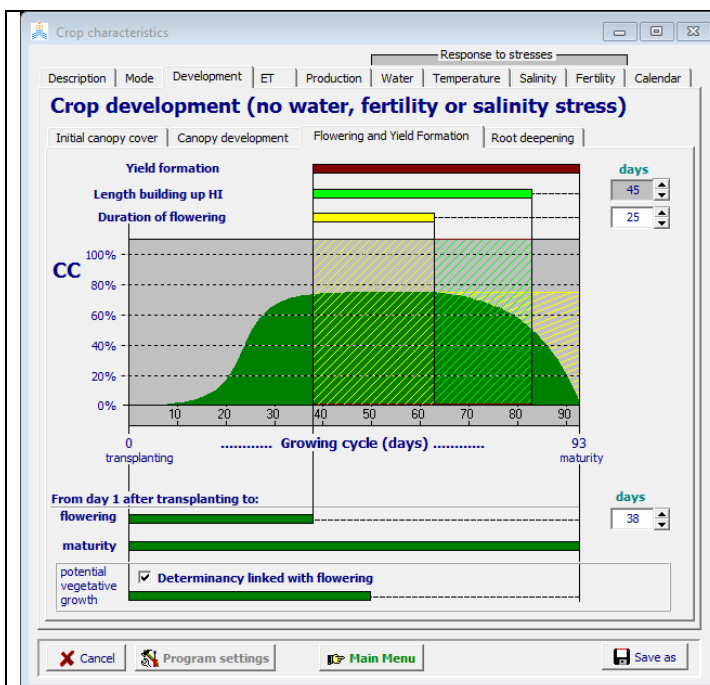 Crop characteristics
Response to stresses
Description Mode Development ET Production Water Temperature Salinity Fertility Calendar
Crop development (no water, fertility or salinity stress)
Initial canopy cover Canopy development Flowering and Yield Formation Root deepening
Yield formation days
Length building up HI 45
Duration of flowering 25
CC
100%
80%
60%
40%
20%
0%
10 20 30 40 50 60 70 80 90
0 ............ Growing cycle (days) ............ 93
transplanting maturity
From day 1 after transplanting to: days
flowering 38
maturity
potential
vegetative
growth
Determinancy linked with flowering
Cancel Program settings Main Menu Save as